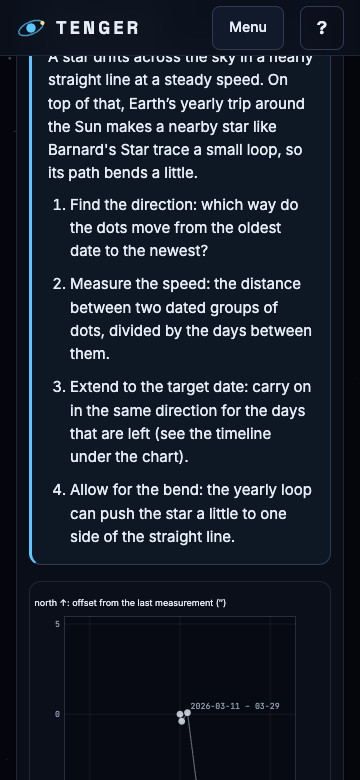 TENGER
Menu
?
A star drifts across the sky in a nearly
straight line at a steady speed. On
top of that, Earth’s yearly trip around
the Sun makes a nearby star like
Barnard's Star trace a small loop, so
its path bends a little.
1. Find the direction: which way do
the dots move from the oldest
date to the newest?
2. Measure the speed: the distance
between two dated groups of
dots, divided by the days between
them.
3. Extend to the target date: carry on
in the same direction for the days
that are left (see the timeline
under the chart).
4. Allow for the bend: the yearly loop
can push the star a little to one
side of the straight line.
north ↑: offset from the last measurement (″)
5
2026-03-11 – 03-29
0